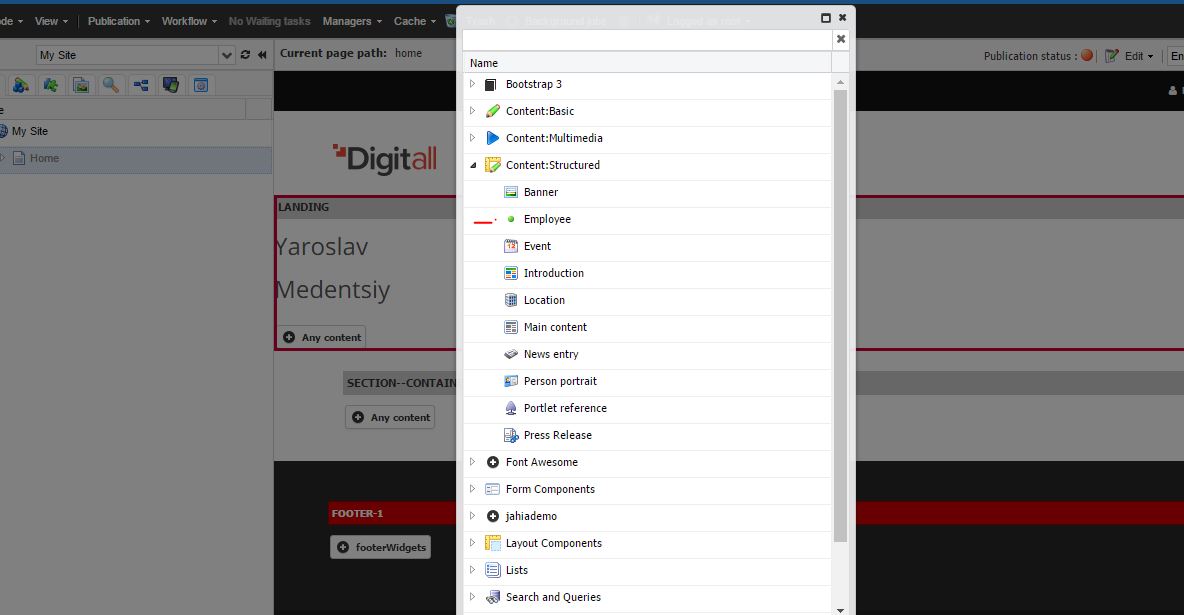 de View Publication Workflow No Waiting tasks Managers Cache Trash Background jobs Logged as root
My Site
Current page path: home
Publication status : Edit En
Name
My Site
Home
Digitall
LANDING
Yaroslav
Medentsiy
Any content
SECTION--CONTAIN
Any content
FOOTER-1
footerWidgets
Bootstrap 3
Content:Basic
Content:Multimedia
Content:Structured
Banner
Employee
Event
12
Introduction
Location
Main content
News entry
Person portrait
Portlet reference
Press Release
Font Awesome
Form Components
jahiademo
Layout Components
Lists
Search and Queries